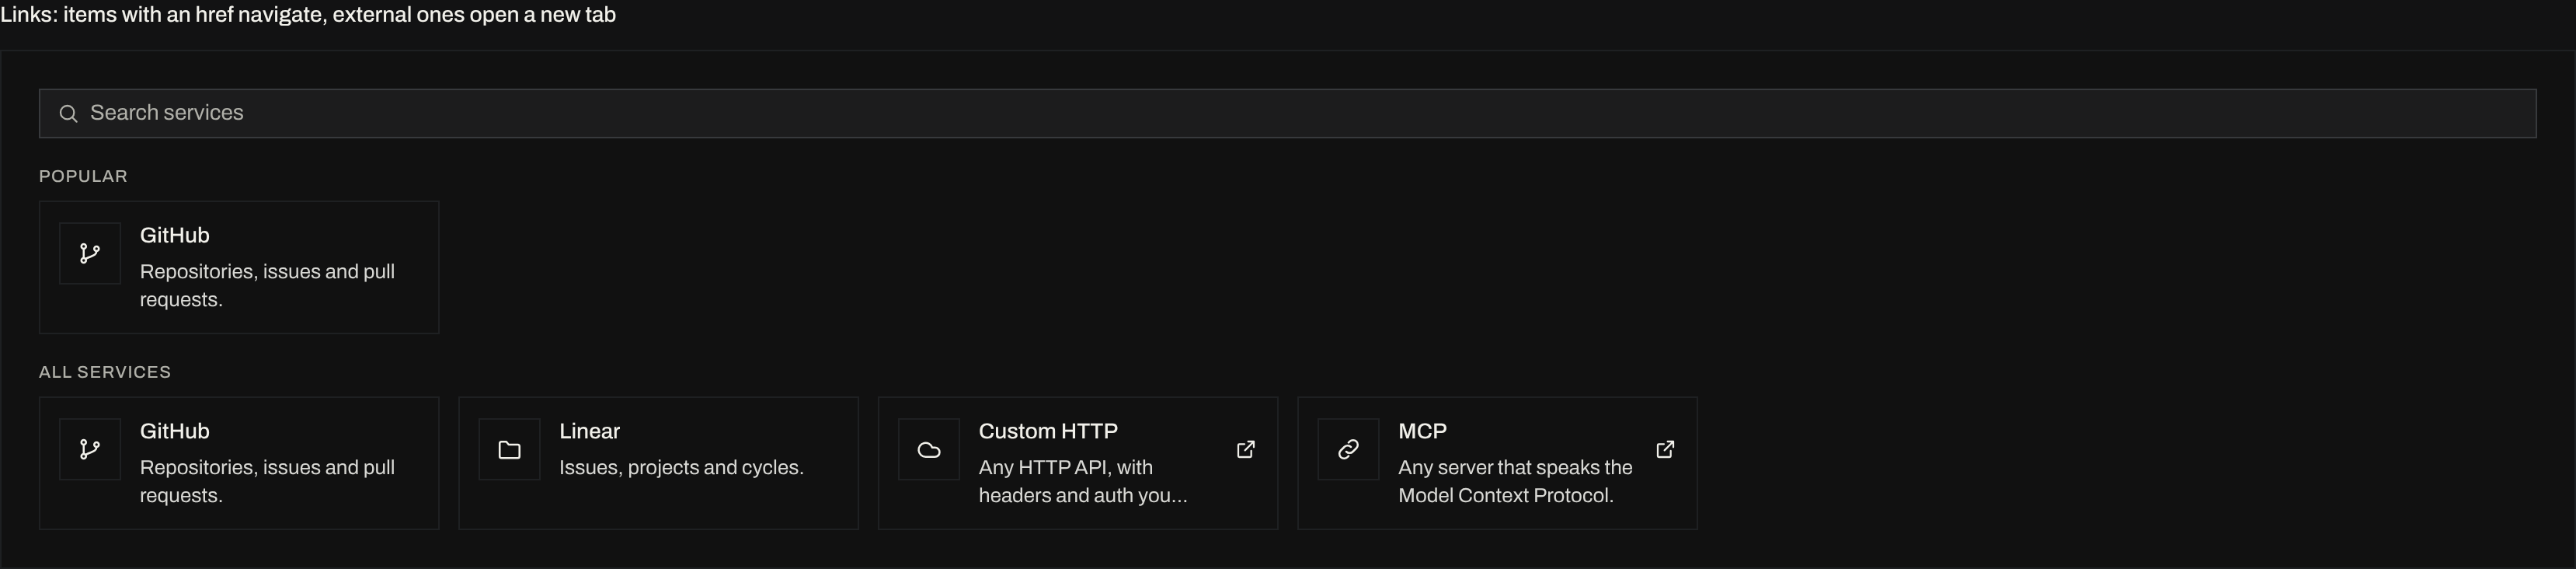 Links: items with an href navigate, external ones open a new tab
Search services
POPULAR
GitHub
Repositories, issues and pull
requests.
ALL SERVICES
GitHub
Repositories, issues and pull
requests.
Linear
Issues, projects and cycles.
Custom HTTP
Any HTTP API, with
headers and auth you...
MCP
Any server that speaks the
Model Context Protocol.